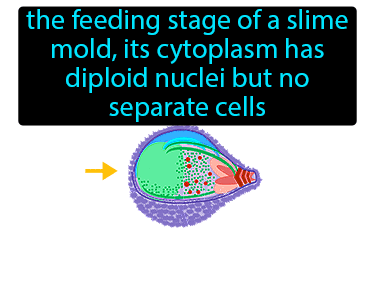 the feeding stage of a slime
mold, its cytoplasm has
diploid nuclei but no
separate cells